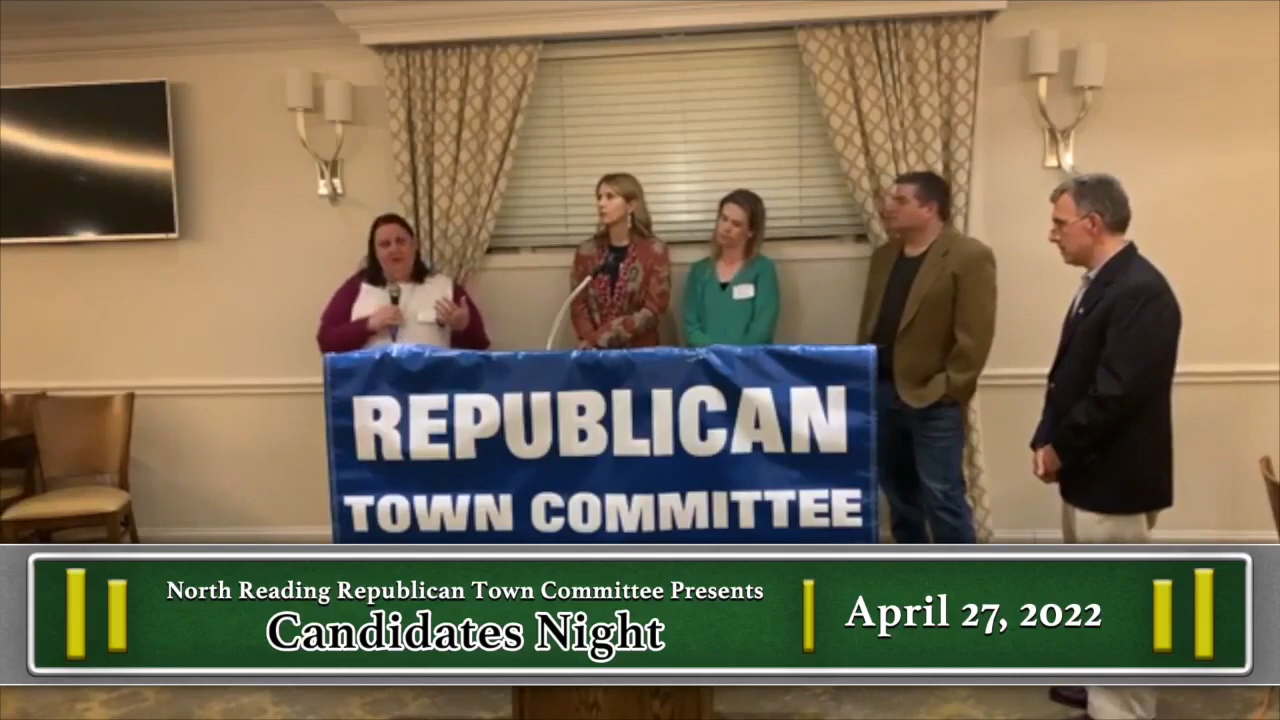 REPUBLICAN
TOWN COMMITTEE
North Reading Republican Town Committee Presents
Candidates Night
April 27, 2022